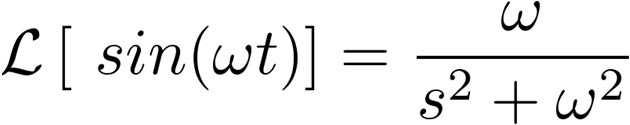 ℒ [ sin(ωt)] = ω / (s² + ω²)